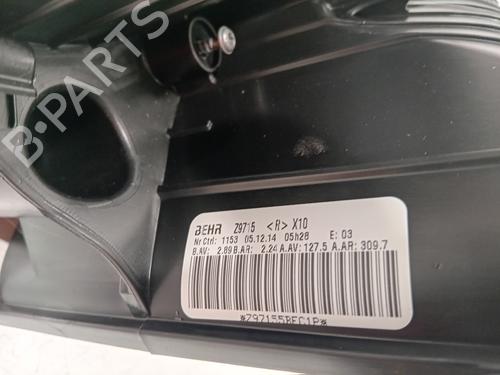 B·PARTS
BEHR Z9715 <R> X10
Nr Ctrl: 1153 05.12.14 05h28 E: 03
B.AV: 2.89 B.AR: 2.24 A.AV: 127.5 A.AR: 309.7
*Z97155BEC1P*